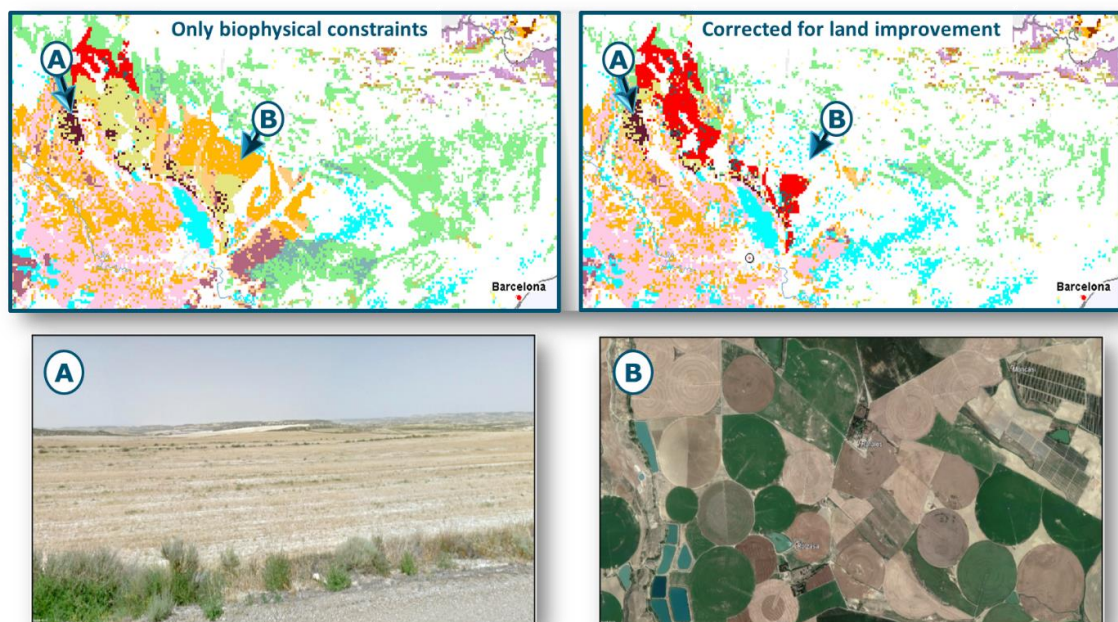 Only biophysical constraints
A
B
Barcelona
Corrected for land improvement
A
B
Barcelona
A
B